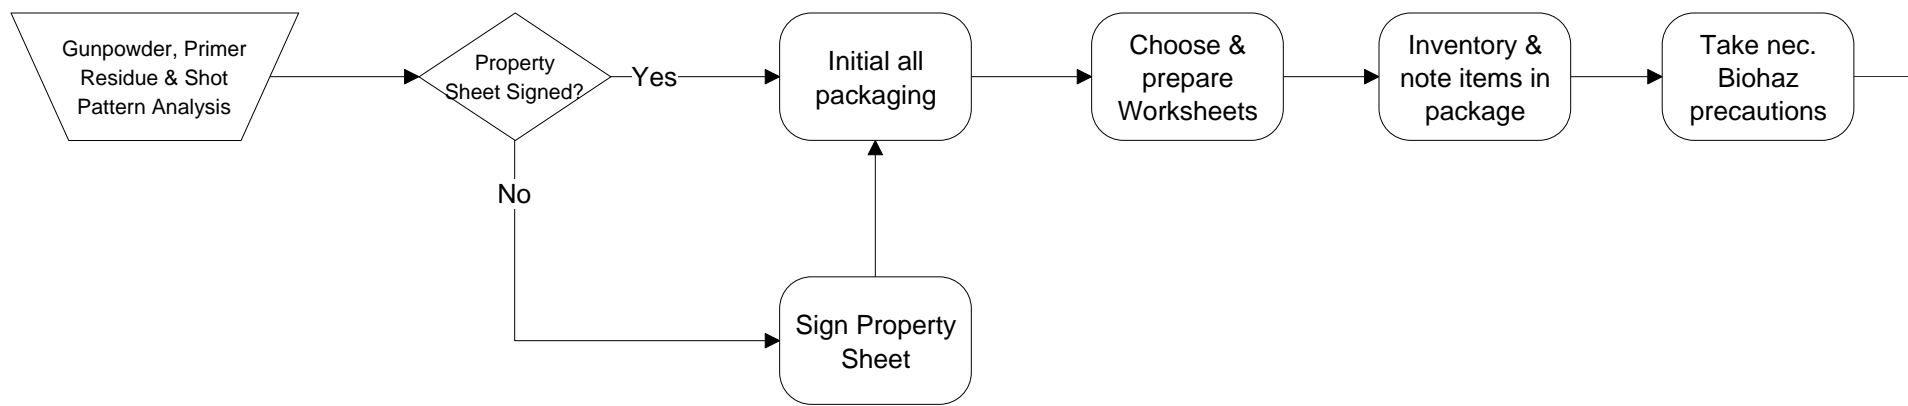 Gunpowder, Primer
Residue & Shot
Pattern Analysis
Property
Sheet Signed?
Yes
No
Initial all
packaging
Sign Property
Sheet
Choose &
prepare
Worksheets
Inventory &
note items in
package
Take nec.
Biohaz
precautions